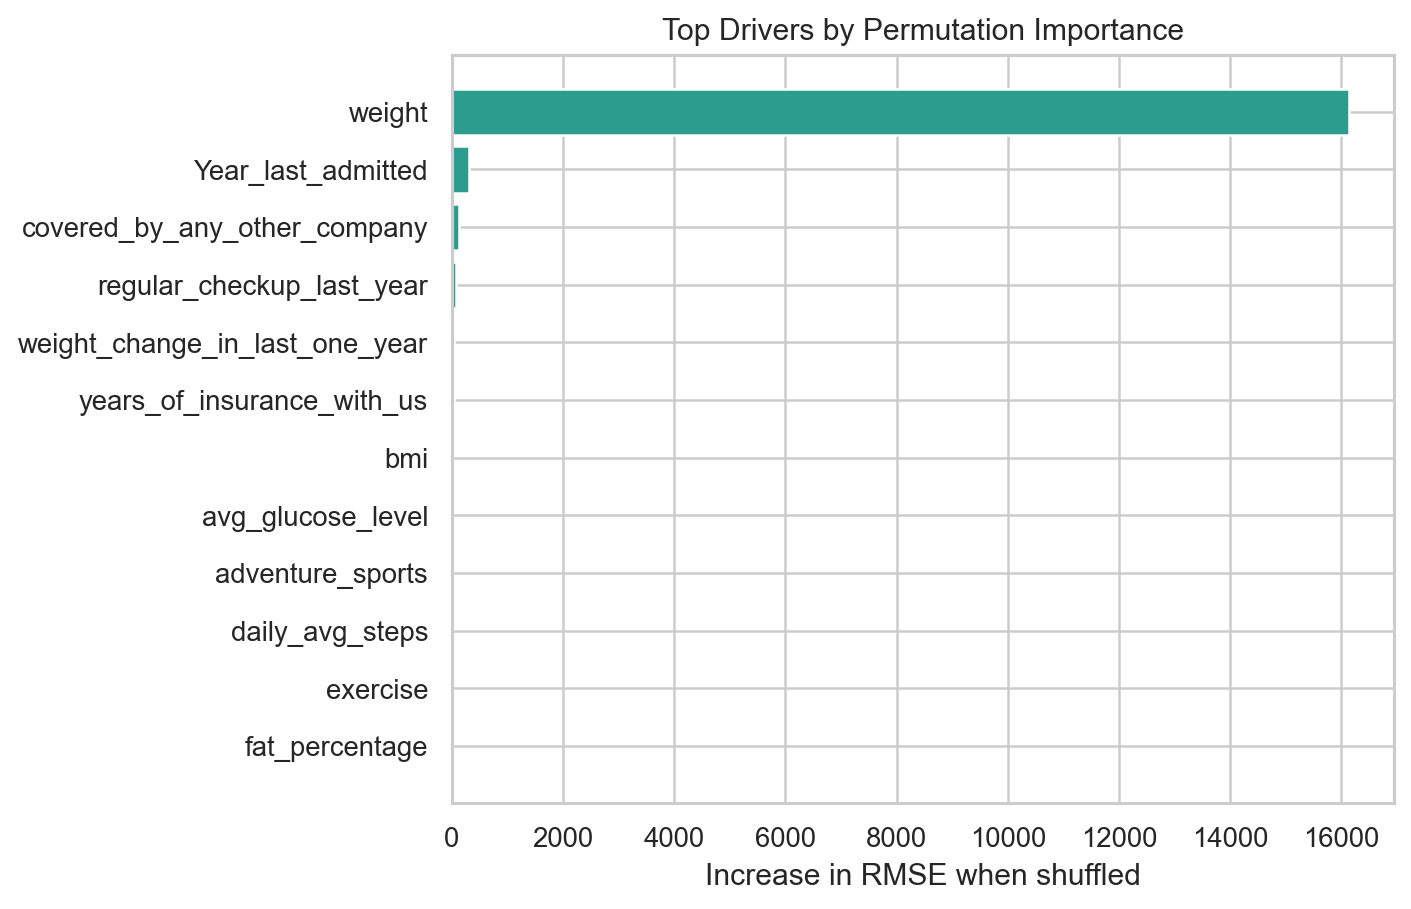 Top Drivers by Permutation Importance
weight
Year_last_admitted
covered_by_any_other_company
regular_checkup_last_year
weight_change_in_last_one_year
years_of_insurance_with_us
bmi
avg_glucose_level
adventure_sports
daily_avg_steps
exercise
fat_percentage
0 2000 4000 6000 8000 10000 12000 14000 16000
Increase in RMSE when shuffled